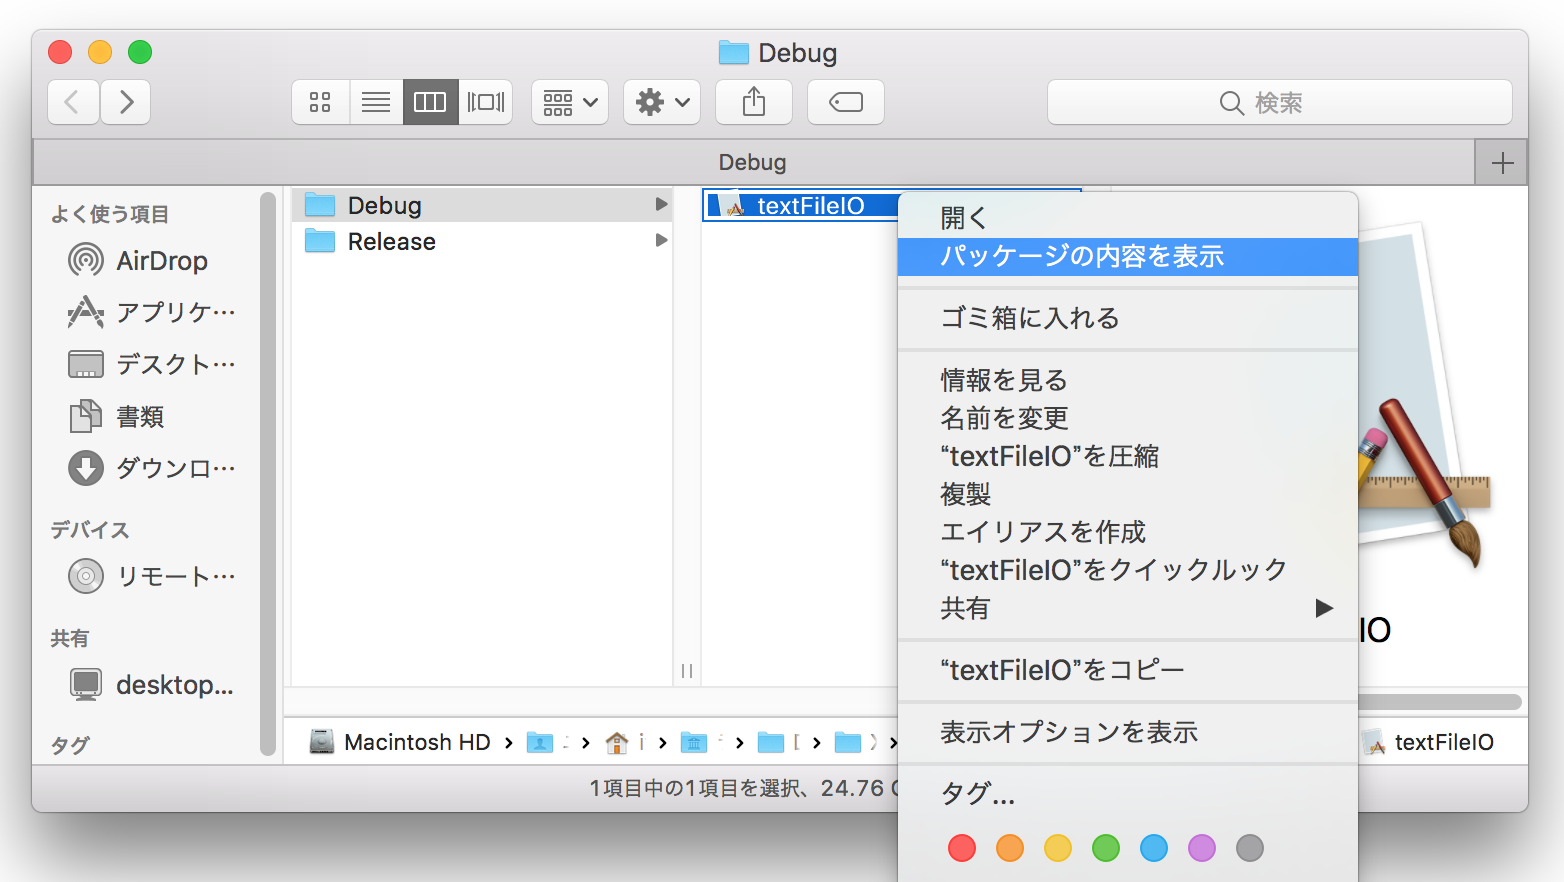 Debug
検索
Debug
よく使う項目
AirDrop
アプリケ…
デスクト…
書類
ダウンロ…
デバイス
リモート…
共有
desktop...
タグ
Debug
Release
textFileIO
開く
パッケージの内容を表示
ゴミ箱に入れる
情報を見る
名前を変更
“textFileIO”を圧縮
複製
エイリアスを作成
“textFileIO”をクイックルック
共有
“textFileIO”をコピー
表示オプションを表示
タグ...
IO
Macintosh HD
textFileIO
1項目中の1項目を選択、24.76